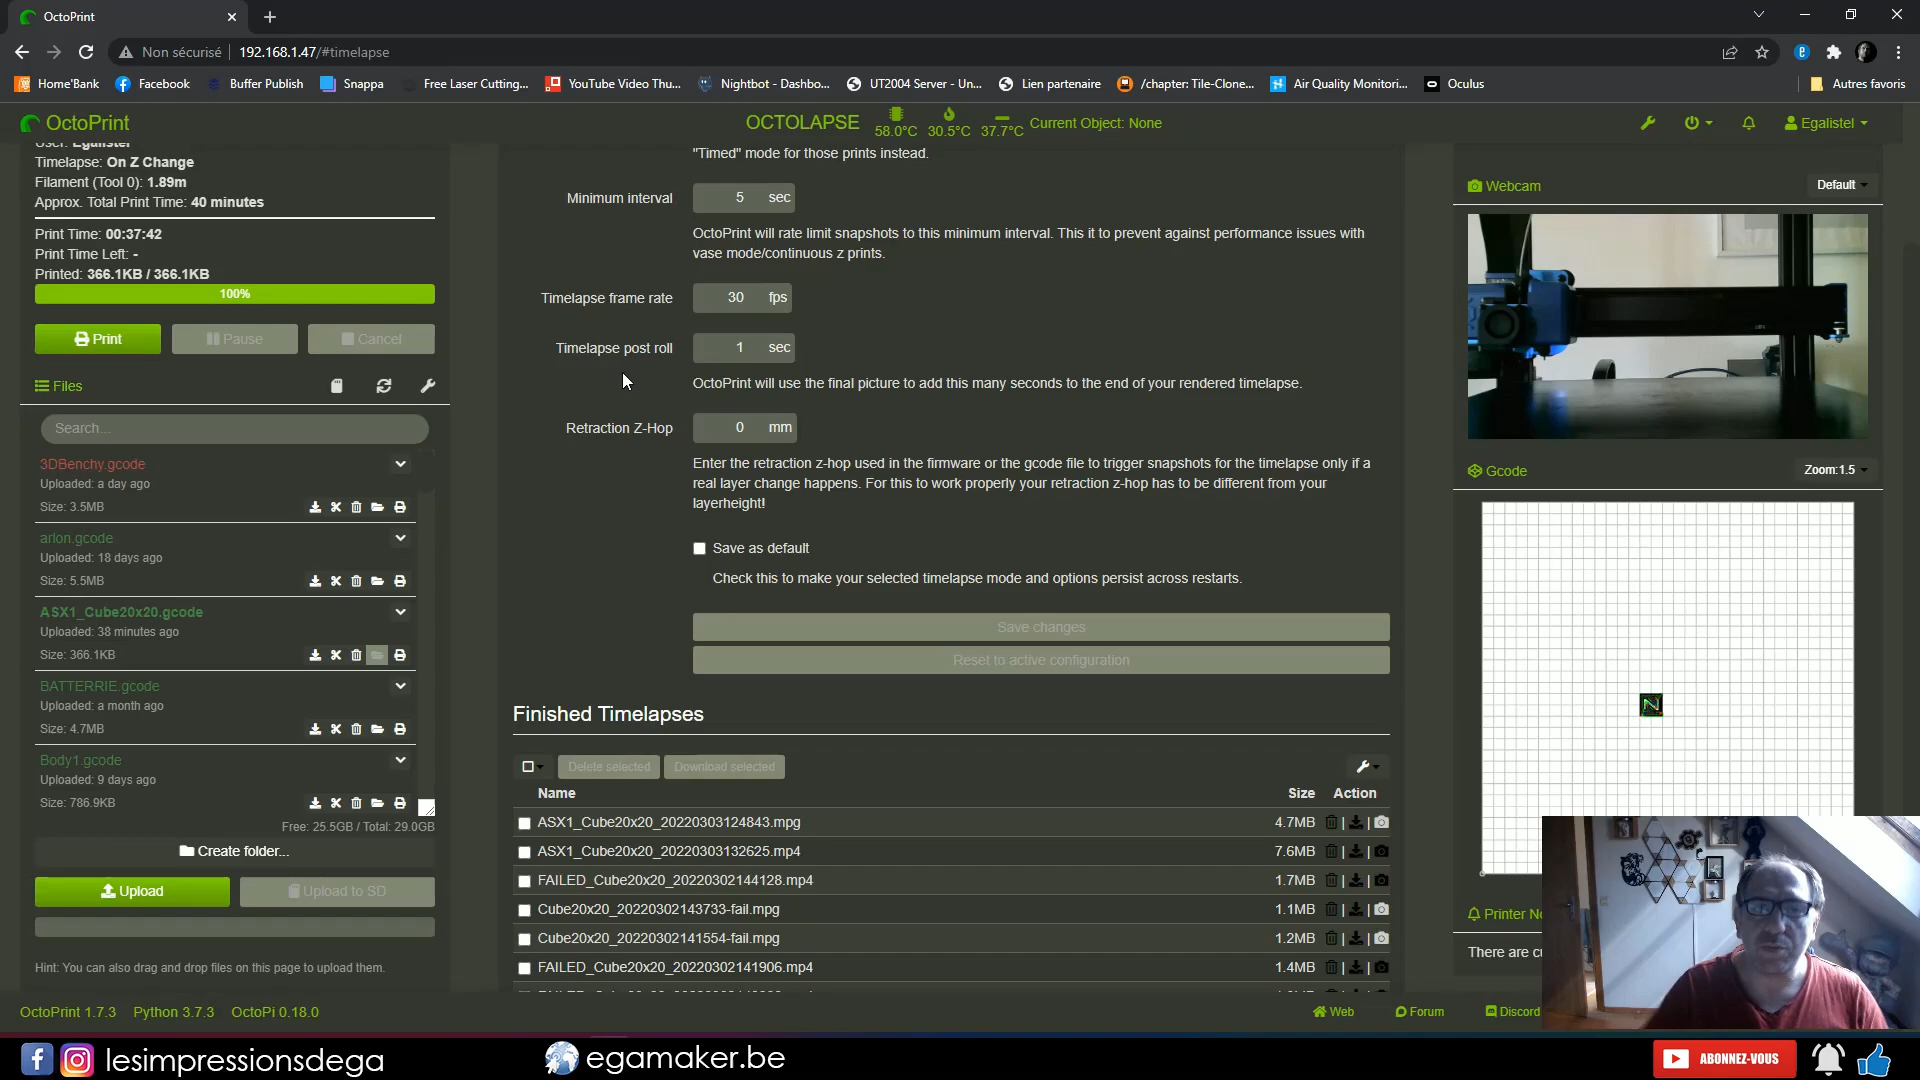 OctoPrint
Non sécurisé
192.168.1.47/#timelapse
Home'Bank
Facebook
Buffer Publish
Snappa
Free Laser Cutting...
YouTube Video Thu...
Nightbot - Dashbo...
UT2004 Server - Un...
Lien partenaire
/chapter: Tile-Clone...
Air Quality Monitori...
Oculus
Autres favoris
OctoPrint
OCTOLAPSE
58.0°C
30.5°C
37.7°C
Current Object: None
Egalistel
User: Egalistel
Timelapse: On Z Change
Filament (Tool 0): 1.89m
Approx. Total Print Time: 40 minutes
Print Time: 00:37:42
Print Time Left: -
Printed: 366.1KB / 366.1KB
100%
Print
Pause
Cancel
Files
Search...
3DBenchy.gcode
Uploaded: a day ago
Size: 3.5MB
arlon.gcode
Uploaded: 18 days ago
Size: 5.5MB
ASX1_Cube20x20.gcode
Uploaded: 38 minutes ago
Size: 366.1KB
BATTERRIE.gcode
Uploaded: a month ago
Size: 4.7MB
Body1.gcode
Uploaded: 9 days ago
Size: 786.9KB
Free: 25.5GB / Total: 29.0GB
Create folder...
Upload
Upload to SD
Hint: You can also drag and drop files on this page to upload them.
"Timed" mode for those prints instead.
Minimum interval
5 sec
OctoPrint will rate limit snapshots to this minimum interval. This it to prevent against performance issues with
vase mode/continuous z prints.
Timelapse frame rate
30 fps
Timelapse post roll
1 sec
OctoPrint will use the final picture to add this many seconds to the end of your rendered timelapse.
Retraction Z-Hop
0 mm
Enter the retraction z-hop used in the firmware or the gcode file to trigger snapshots for the timelapse only if a
real layer change happens. For this to work properly your retraction z-hop has to be different from your
layerheight!
Save as default
Check this to make your selected timelapse mode and options persist across restarts.
Save changes
Reset to active configuration
Finished Timelapses
Delete selected
Download selected
Name
Size
Action
ASX1_Cube20x20_20220303124843.mpg
4.7MB
ASX1_Cube20x20_20220303132625.mp4
7.6MB
FAILED_Cube20x20_20220302144128.mp4
1.7MB
Cube20x20_20220302143733-fail.mpg
1.1MB
Cube20x20_20220302141554-fail.mpg
1.2MB
FAILED_Cube20x20_20220302141906.mp4
1.4MB
Webcam
Default
Gcode
Zoom:1.5
Printer No
There are cu
OctoPrint 1.7.3
Python 3.7.3
OctoPi 0.18.0
Web
Forum
Discord
lesimpressionsdega
egamaker.be
ABONNEZ-VOUS